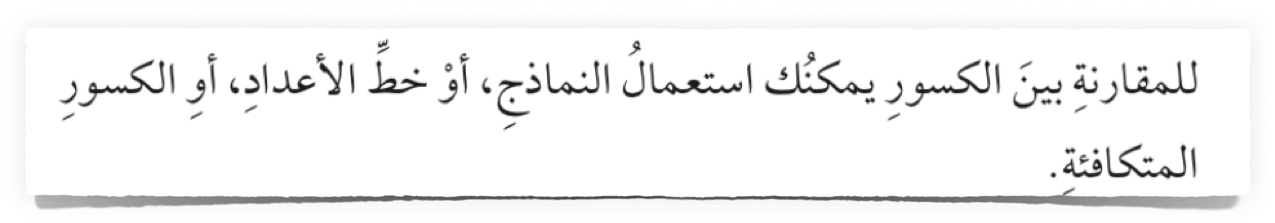 للمقارنةِ بينَ الكسورِ يمكنُك استعمالُ النماذجِ، أوْ خطِّ الأعدادِ، أوِ الكسورِ
المتكافئةِ.